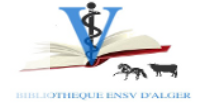 BIBLIOTHEQUE ENSV D'ALGER